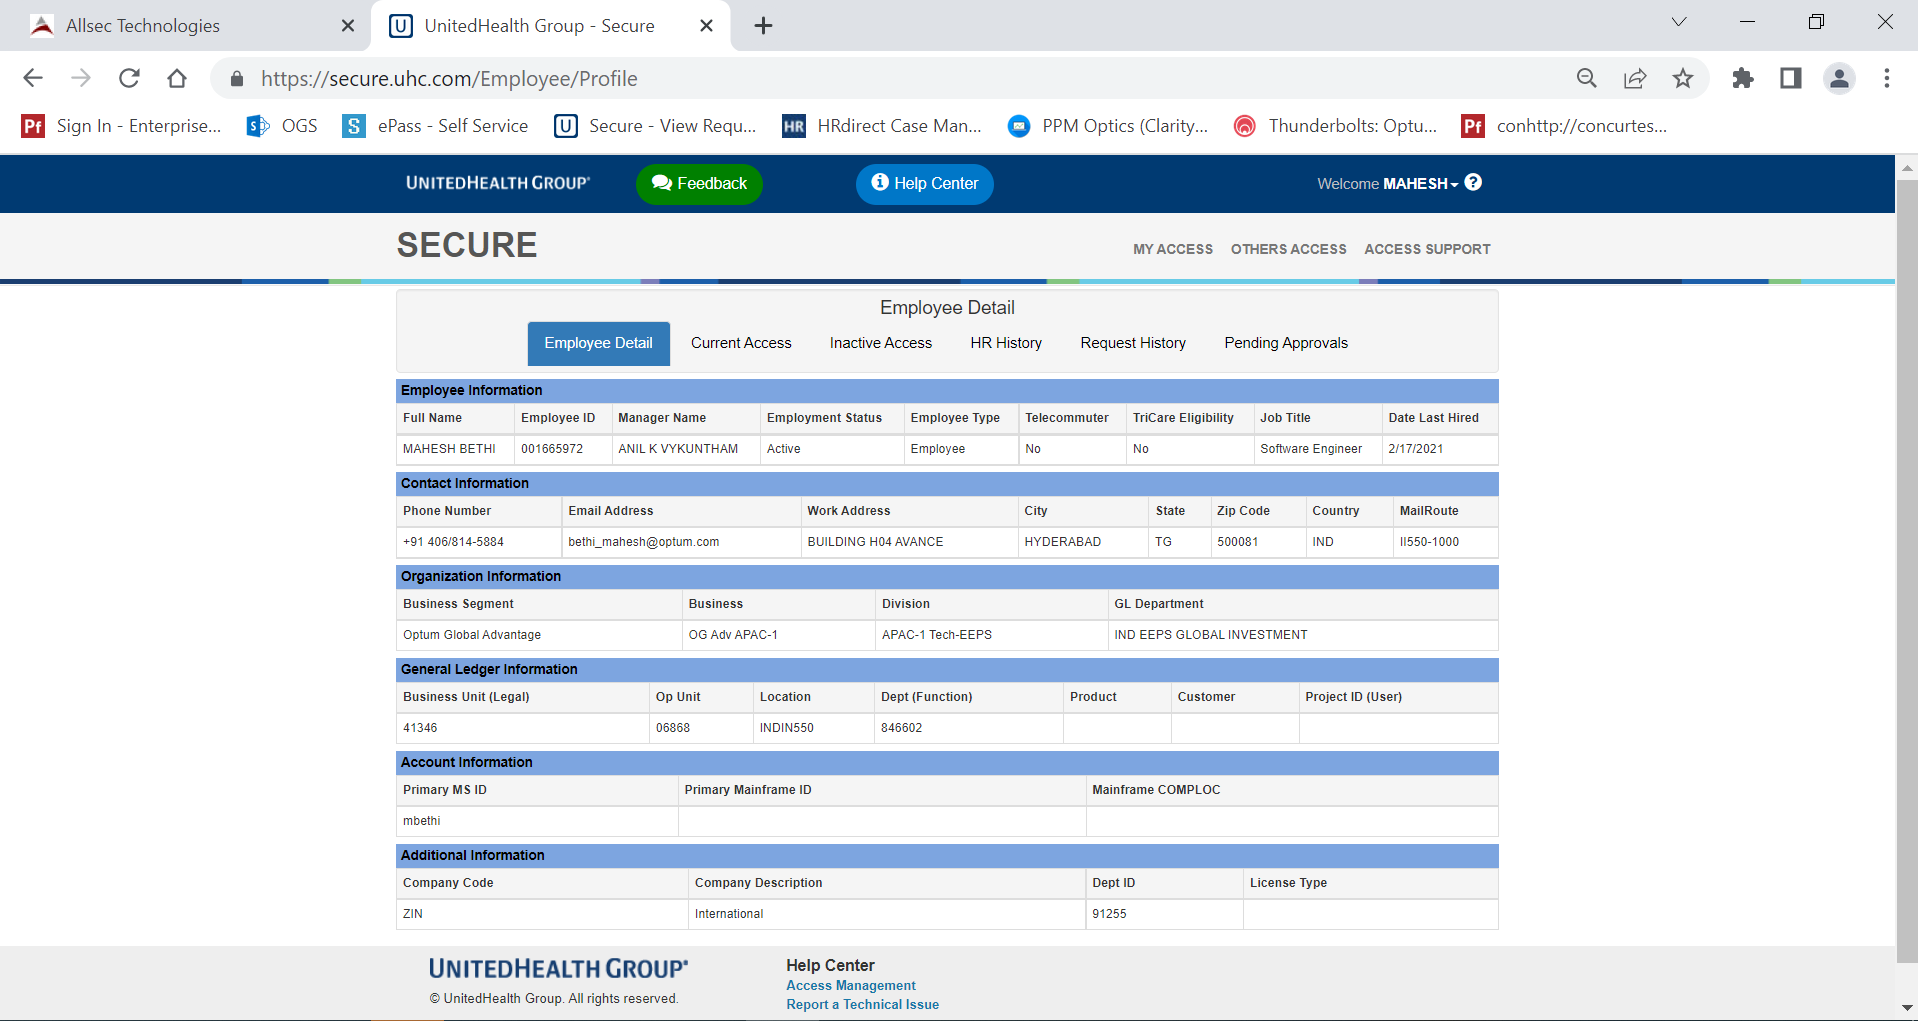 Allsec Technologies
UnitedHealth Group - Secure
https://secure.uhc.com/Employee/Profile
Pf Sign In - Enterprise... OGS S ePass - Self Service U Secure - View Requ... HR HRdirect Case Man... PPM Optics (Clarity... Thunderbolts: Optu... Pf conhttp://concurtes...
UNITEDHEALTH GROUP® Feedback Help Center Welcome MAHESH
SECURE MY ACCESS OTHERS ACCESS ACCESS SUPPORT
Employee Detail
Employee Detail Current Access Inactive Access HR History Request History Pending Approvals
Employee Information
Full Name Employee ID Manager Name Employment Status Employee Type Telecommuter TriCare Eligibility Job Title Date Last Hired
MAHESH BETHI 001665972 ANIL K VYKUNTHAM Active Employee No No Software Engineer 2/17/2021
Contact Information
Phone Number Email Address Work Address City State Zip Code Country MailRoute
+91 406/814-5884 bethi_mahesh@optum.com BUILDING H04 AVANCE HYDERABAD TG 500081 IND II550-1000
Organization Information
Business Segment Business Division GL Department
Optum Global Advantage OG Adv APAC-1 APAC-1 Tech-EEPS IND EEPS GLOBAL INVESTMENT
General Ledger Information
Business Unit (Legal) Op Unit Location Dept (Function) Product Customer Project ID (User)
41346 06868 INDIN550 846602
Account Information
Primary MS ID Primary Mainframe ID Mainframe COMPLOC
mbethi
Additional Information
Company Code Company Description Dept ID License Type
ZIN International 91255
UNITEDHEALTH GROUP® Help Center
Access Management
© UnitedHealth Group. All rights reserved.
Report a Technical Issue